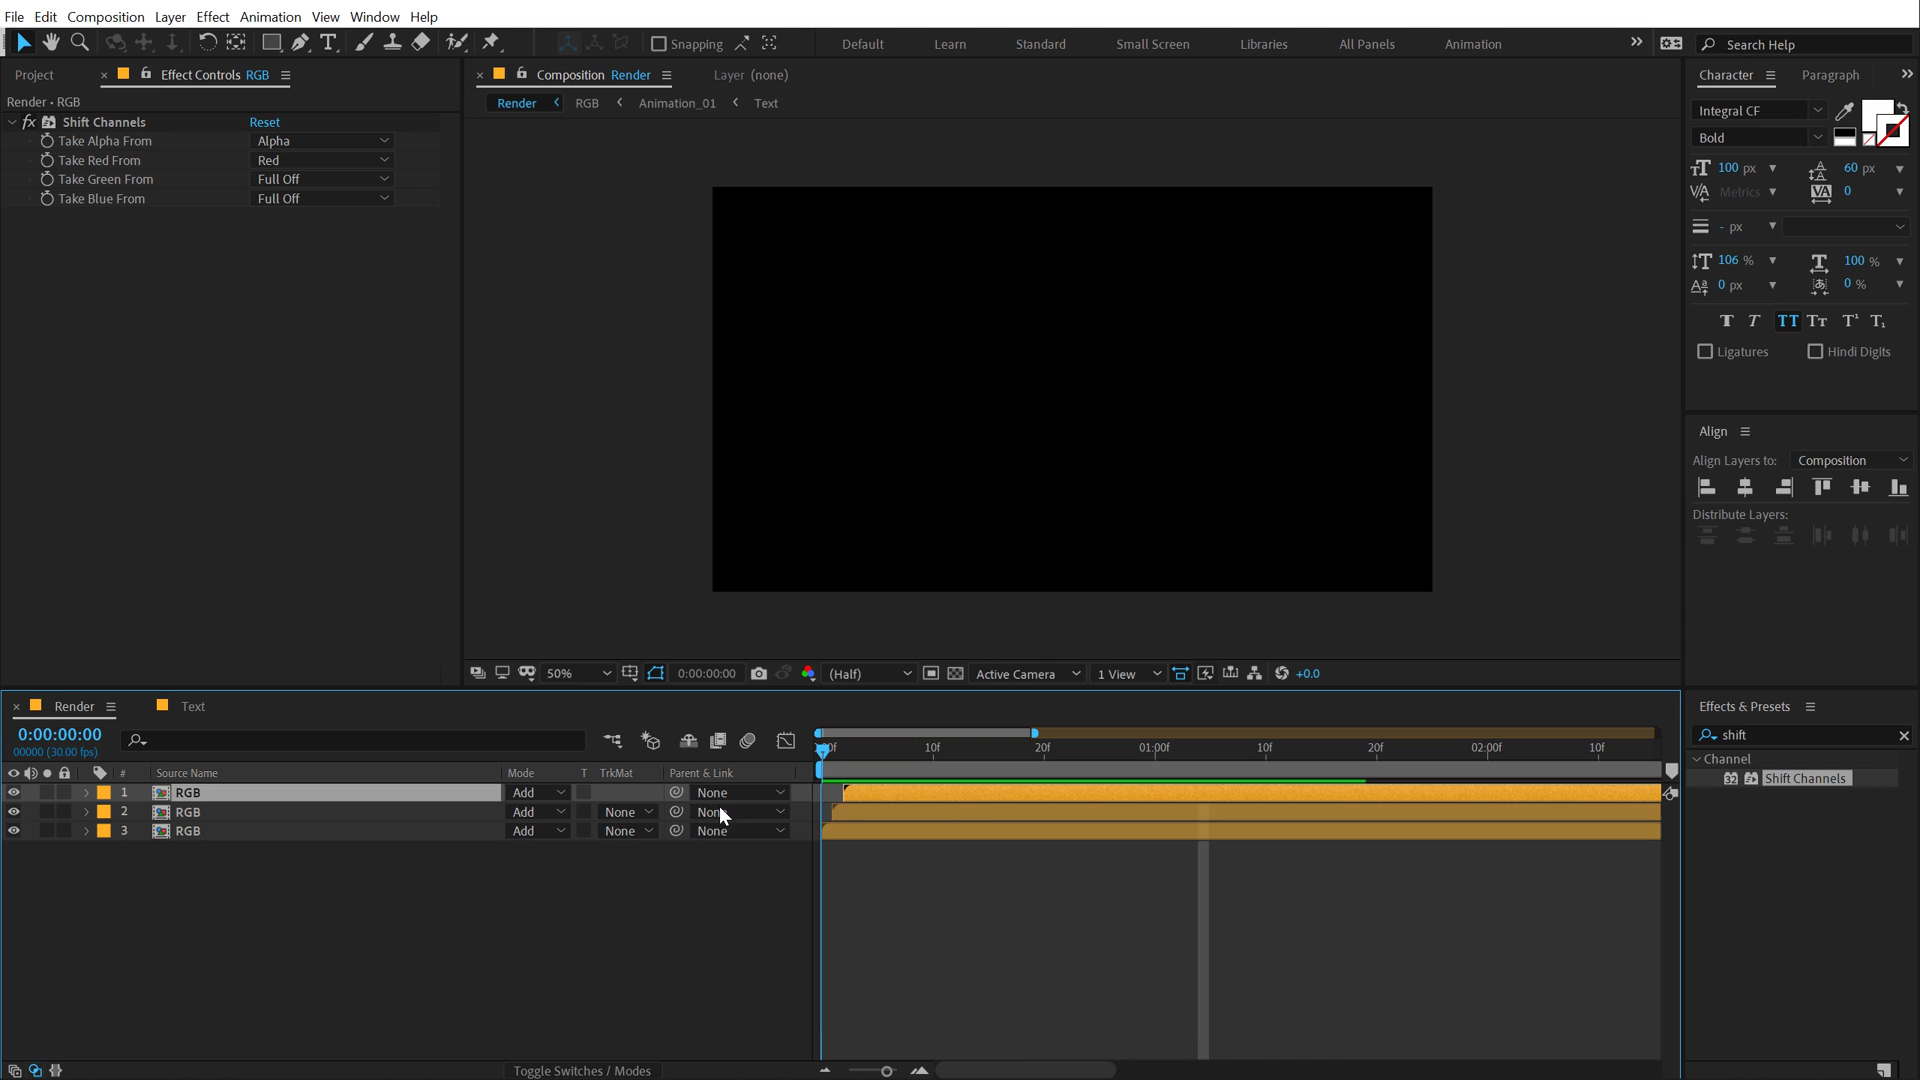 File Edit Composition Layer Effect Animation View Window Help
Snapping Default Learn Standard Small Screen Libraries All Panels Animation Search Help
Project Effect Controls RGB Composition Render Layer (none) Character Paragraph
Render • RGB
Render RGB Animation_01 Text
fx Shift Channels Reset
Take Alpha From Alpha
Take Red From Red
Take Green From Full Off
Take Blue From Full Off
Integral CF
Bold
100 px 60 px
Metrics 0
- px
106 % 100 %
0 px 0 %
Ligatures Hindi Digits
Align
Align Layers to: Composition
Distribute Layers:
50% 0:00:00:00 (Half) Active Camera 1 View +0.0
Render Text
0:00:00:00
00000 (30.00 fps)
10f 20f 01:00f 10f 20f 02:00f 10f
# Source Name Mode T TrkMat Parent & Link
1 RGB Add None
2 RGB Add None None
3 RGB Add None None
Toggle Switches / Modes
Effects & Presets
shift
Channel
32 Shift Channels